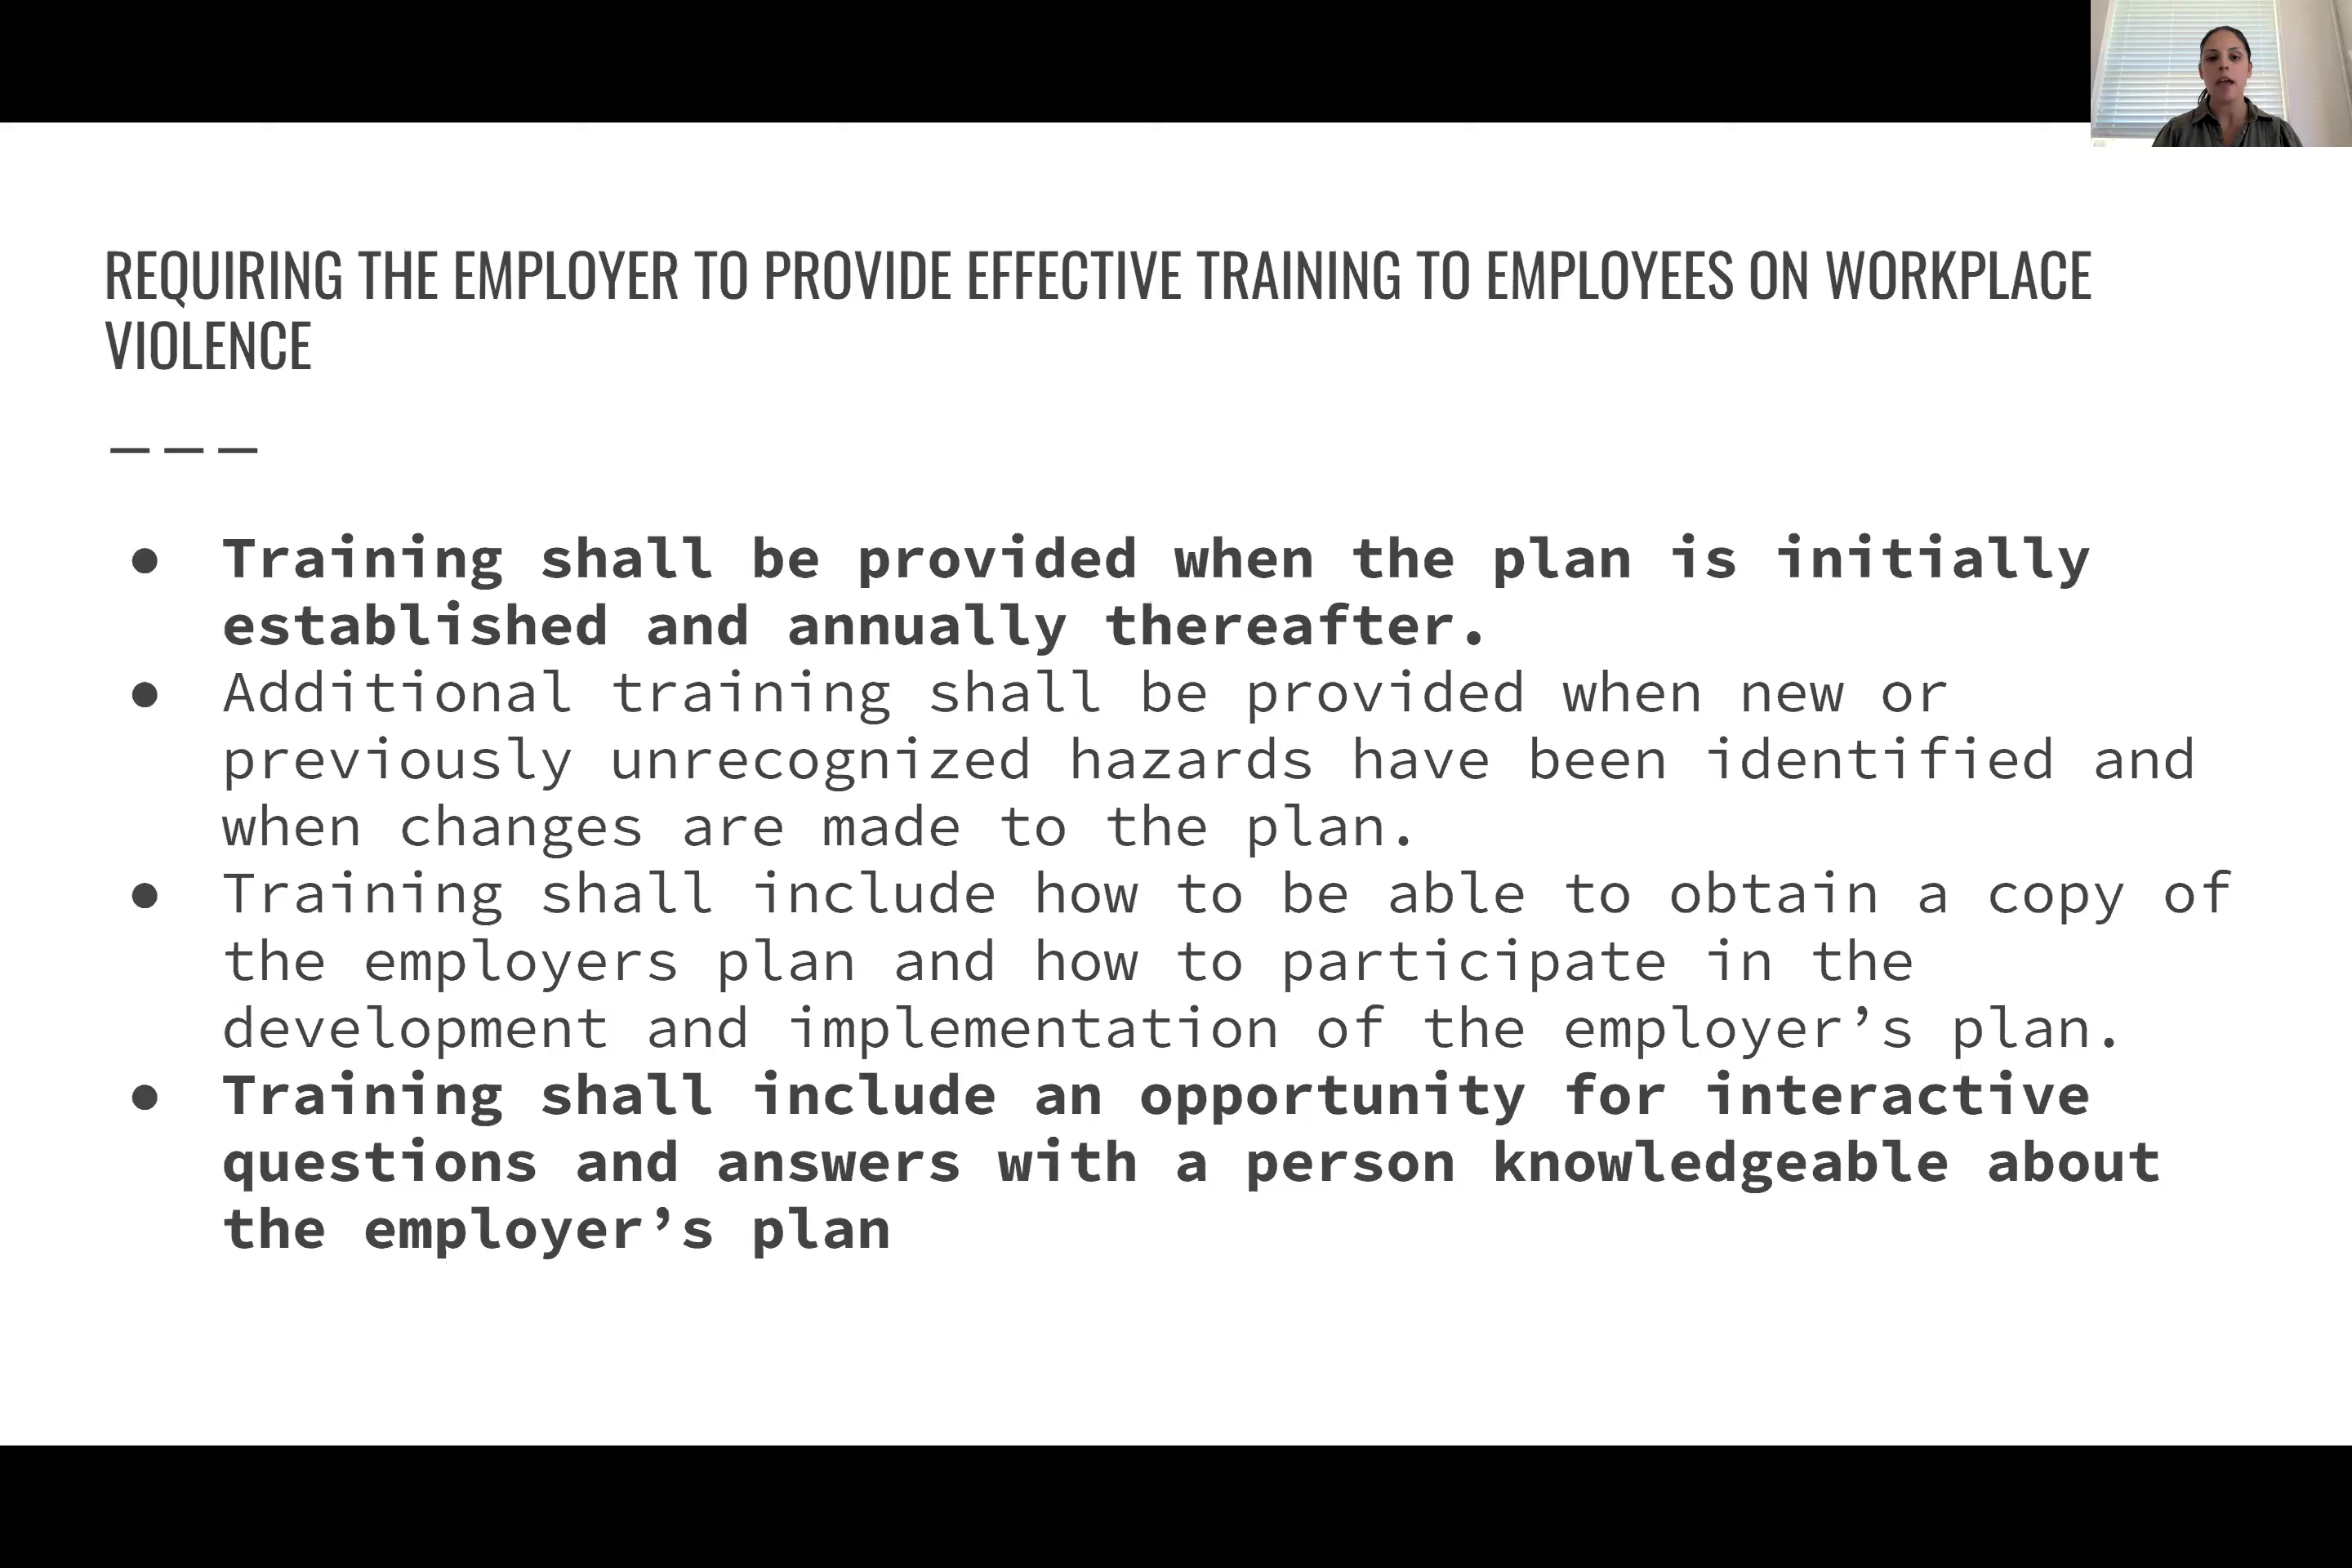 REQUIRING THE EMPLOYER TO PROVIDE EFFECTIVE TRAINING TO EMPLOYEES ON WORKPLACE
VIOLENCE
● Training shall be provided when the plan is initially
established and annually thereafter.
● Additional training shall be provided when new or
previously unrecognized hazards have been identified and
when changes are made to the plan.
● Training shall include how to be able to obtain a copy of
the employers plan and how to participate in the
development and implementation of the employer’s plan.
● Training shall include an opportunity for interactive
questions and answers with a person knowledgeable about
the employer’s plan